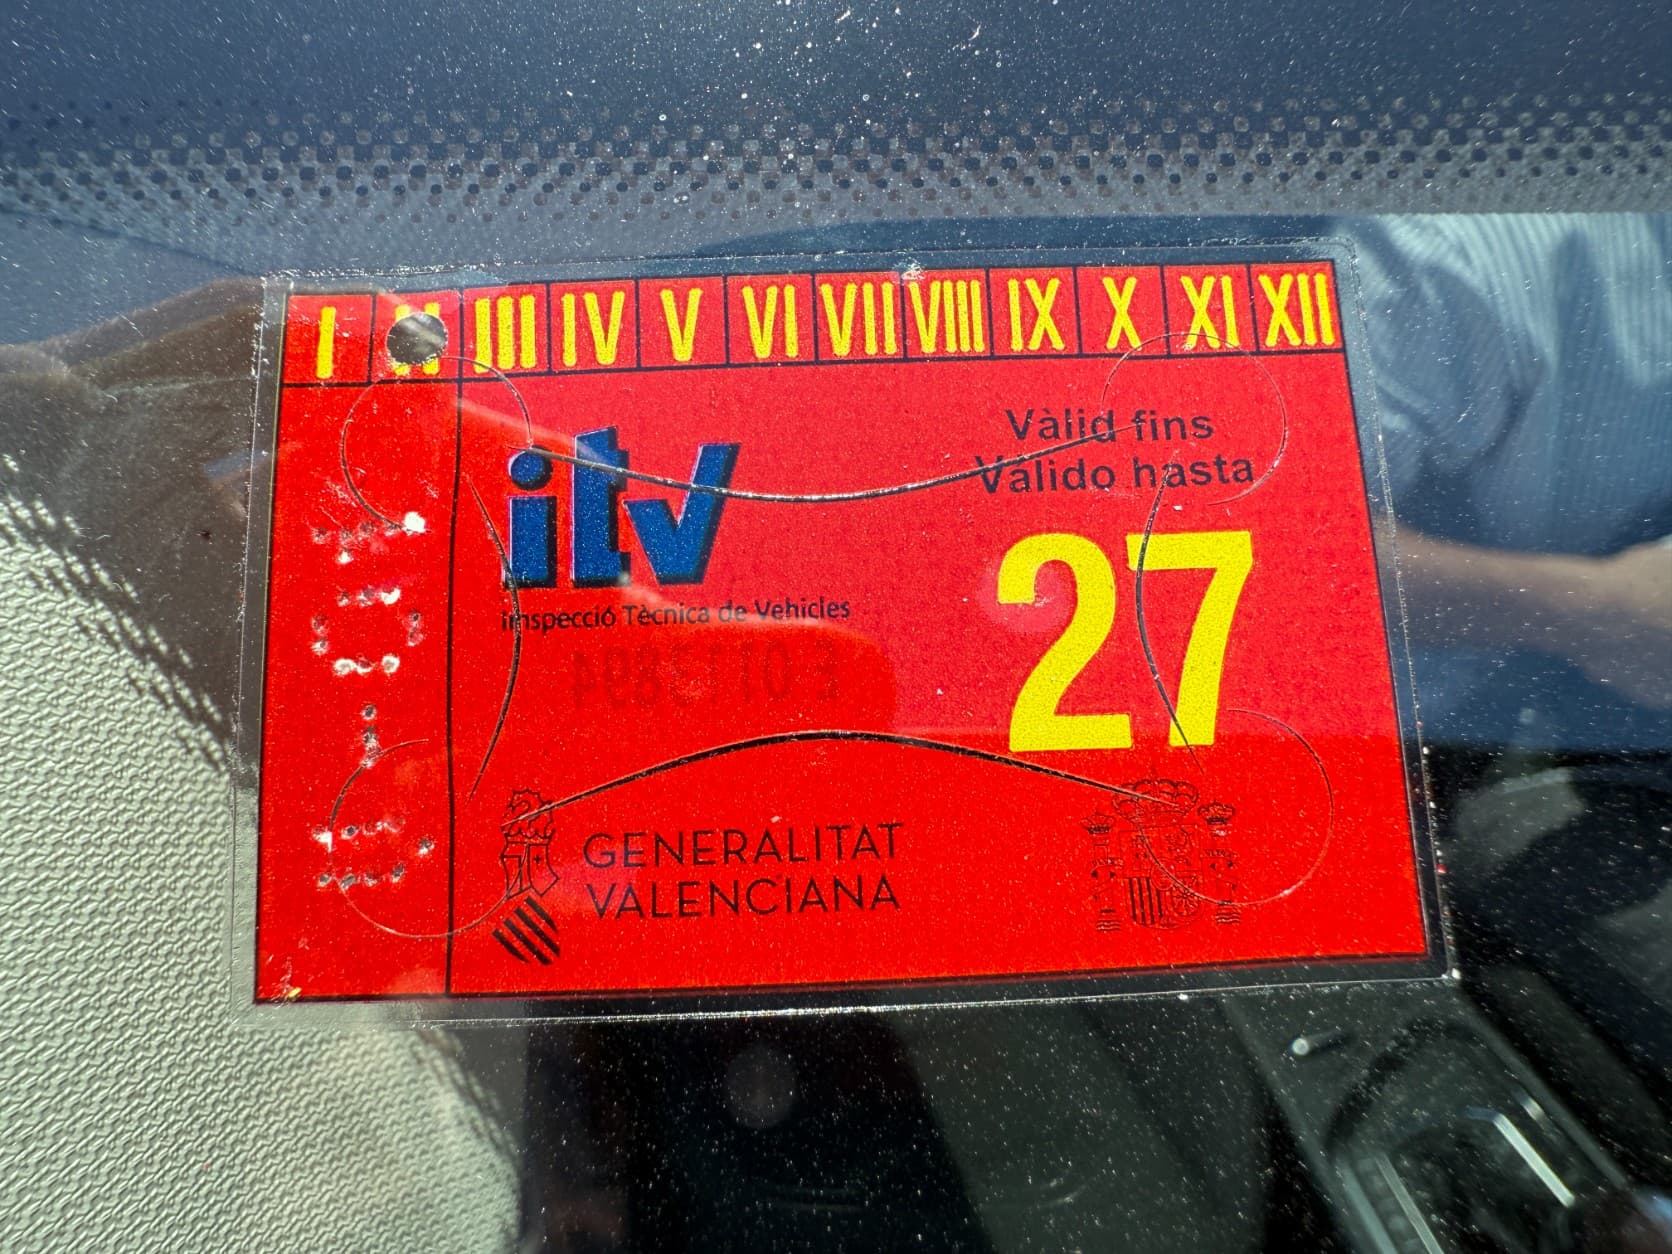 I II III IV V VI VII VIII IX X XI XII
Vàlid fins
Válido hasta
itv
Inspecció Tècnica de Vehicles
27
GENERALITAT
VALENCIANA